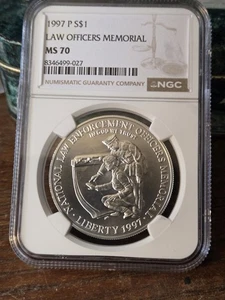 1997 P S$1
LAW OFFICERS MEMORIAL
MS 70
8346499-027
NGC
NUMISMATIC GUARANTY COMPANY
NATIONAL LAW ENFORCEMENT OFFICERS MEMORIAL
IN GOD WE TRUST
LIBERTY 1997